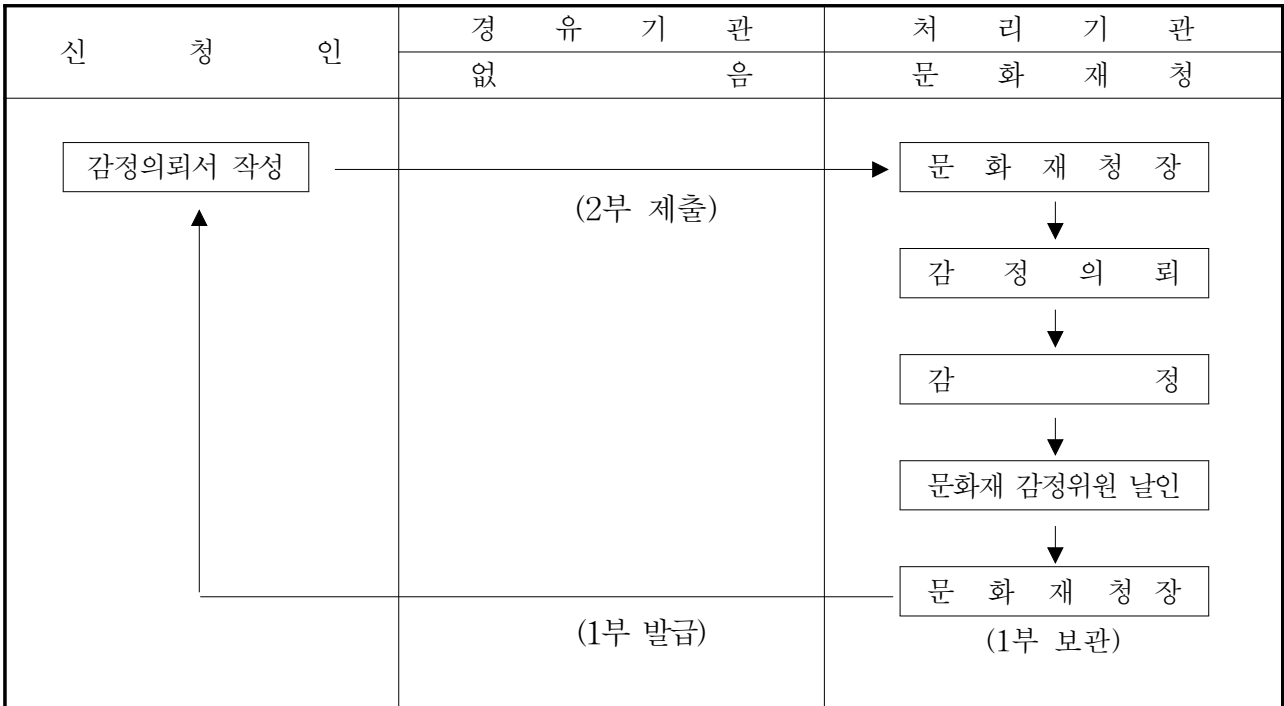 신 청 인
경 유 기 관
처 리 기 관
없 음
문 화 재 청
감정의뢰서 작성
문 화 재 청 장
(2부 제출)
감 정 의 뢰
감 정
문화재 감정위원 날인
문 화 재 청 장
(1부 발급)
(1부 보관)